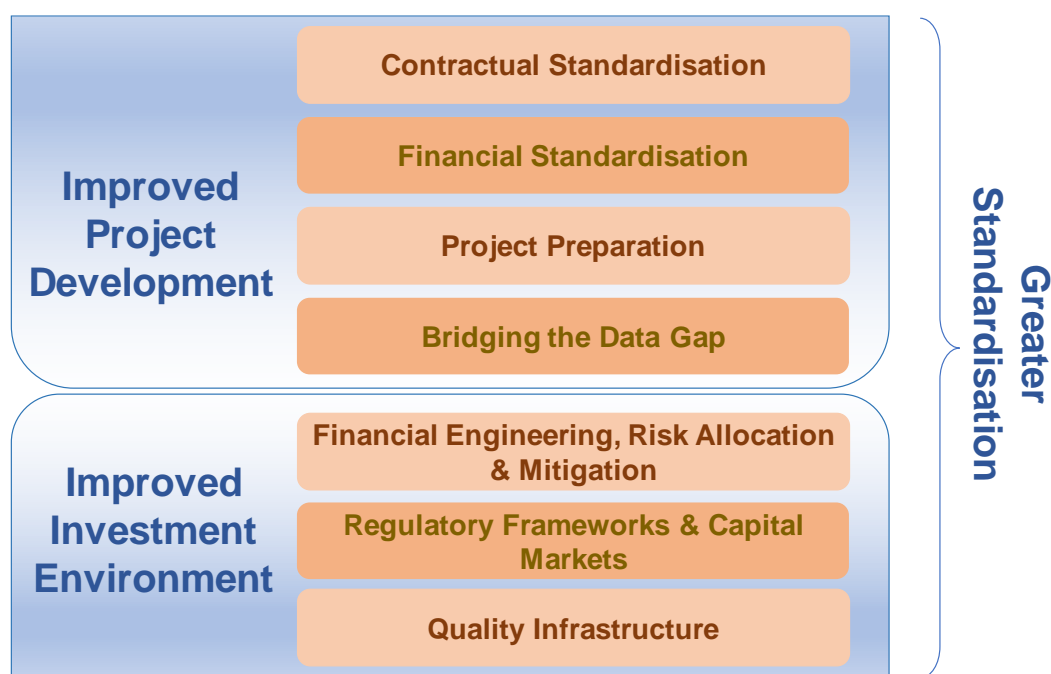 Improved
Project
Development
Contractual Standardisation
Financial Standardisation
Project Preparation
Bridging the Data Gap
Improved
Investment
Environment
Financial Engineering, Risk Allocation
& Mitigation
Regulatory Frameworks & Capital
Markets
Quality Infrastructure
Greater
Standardisation